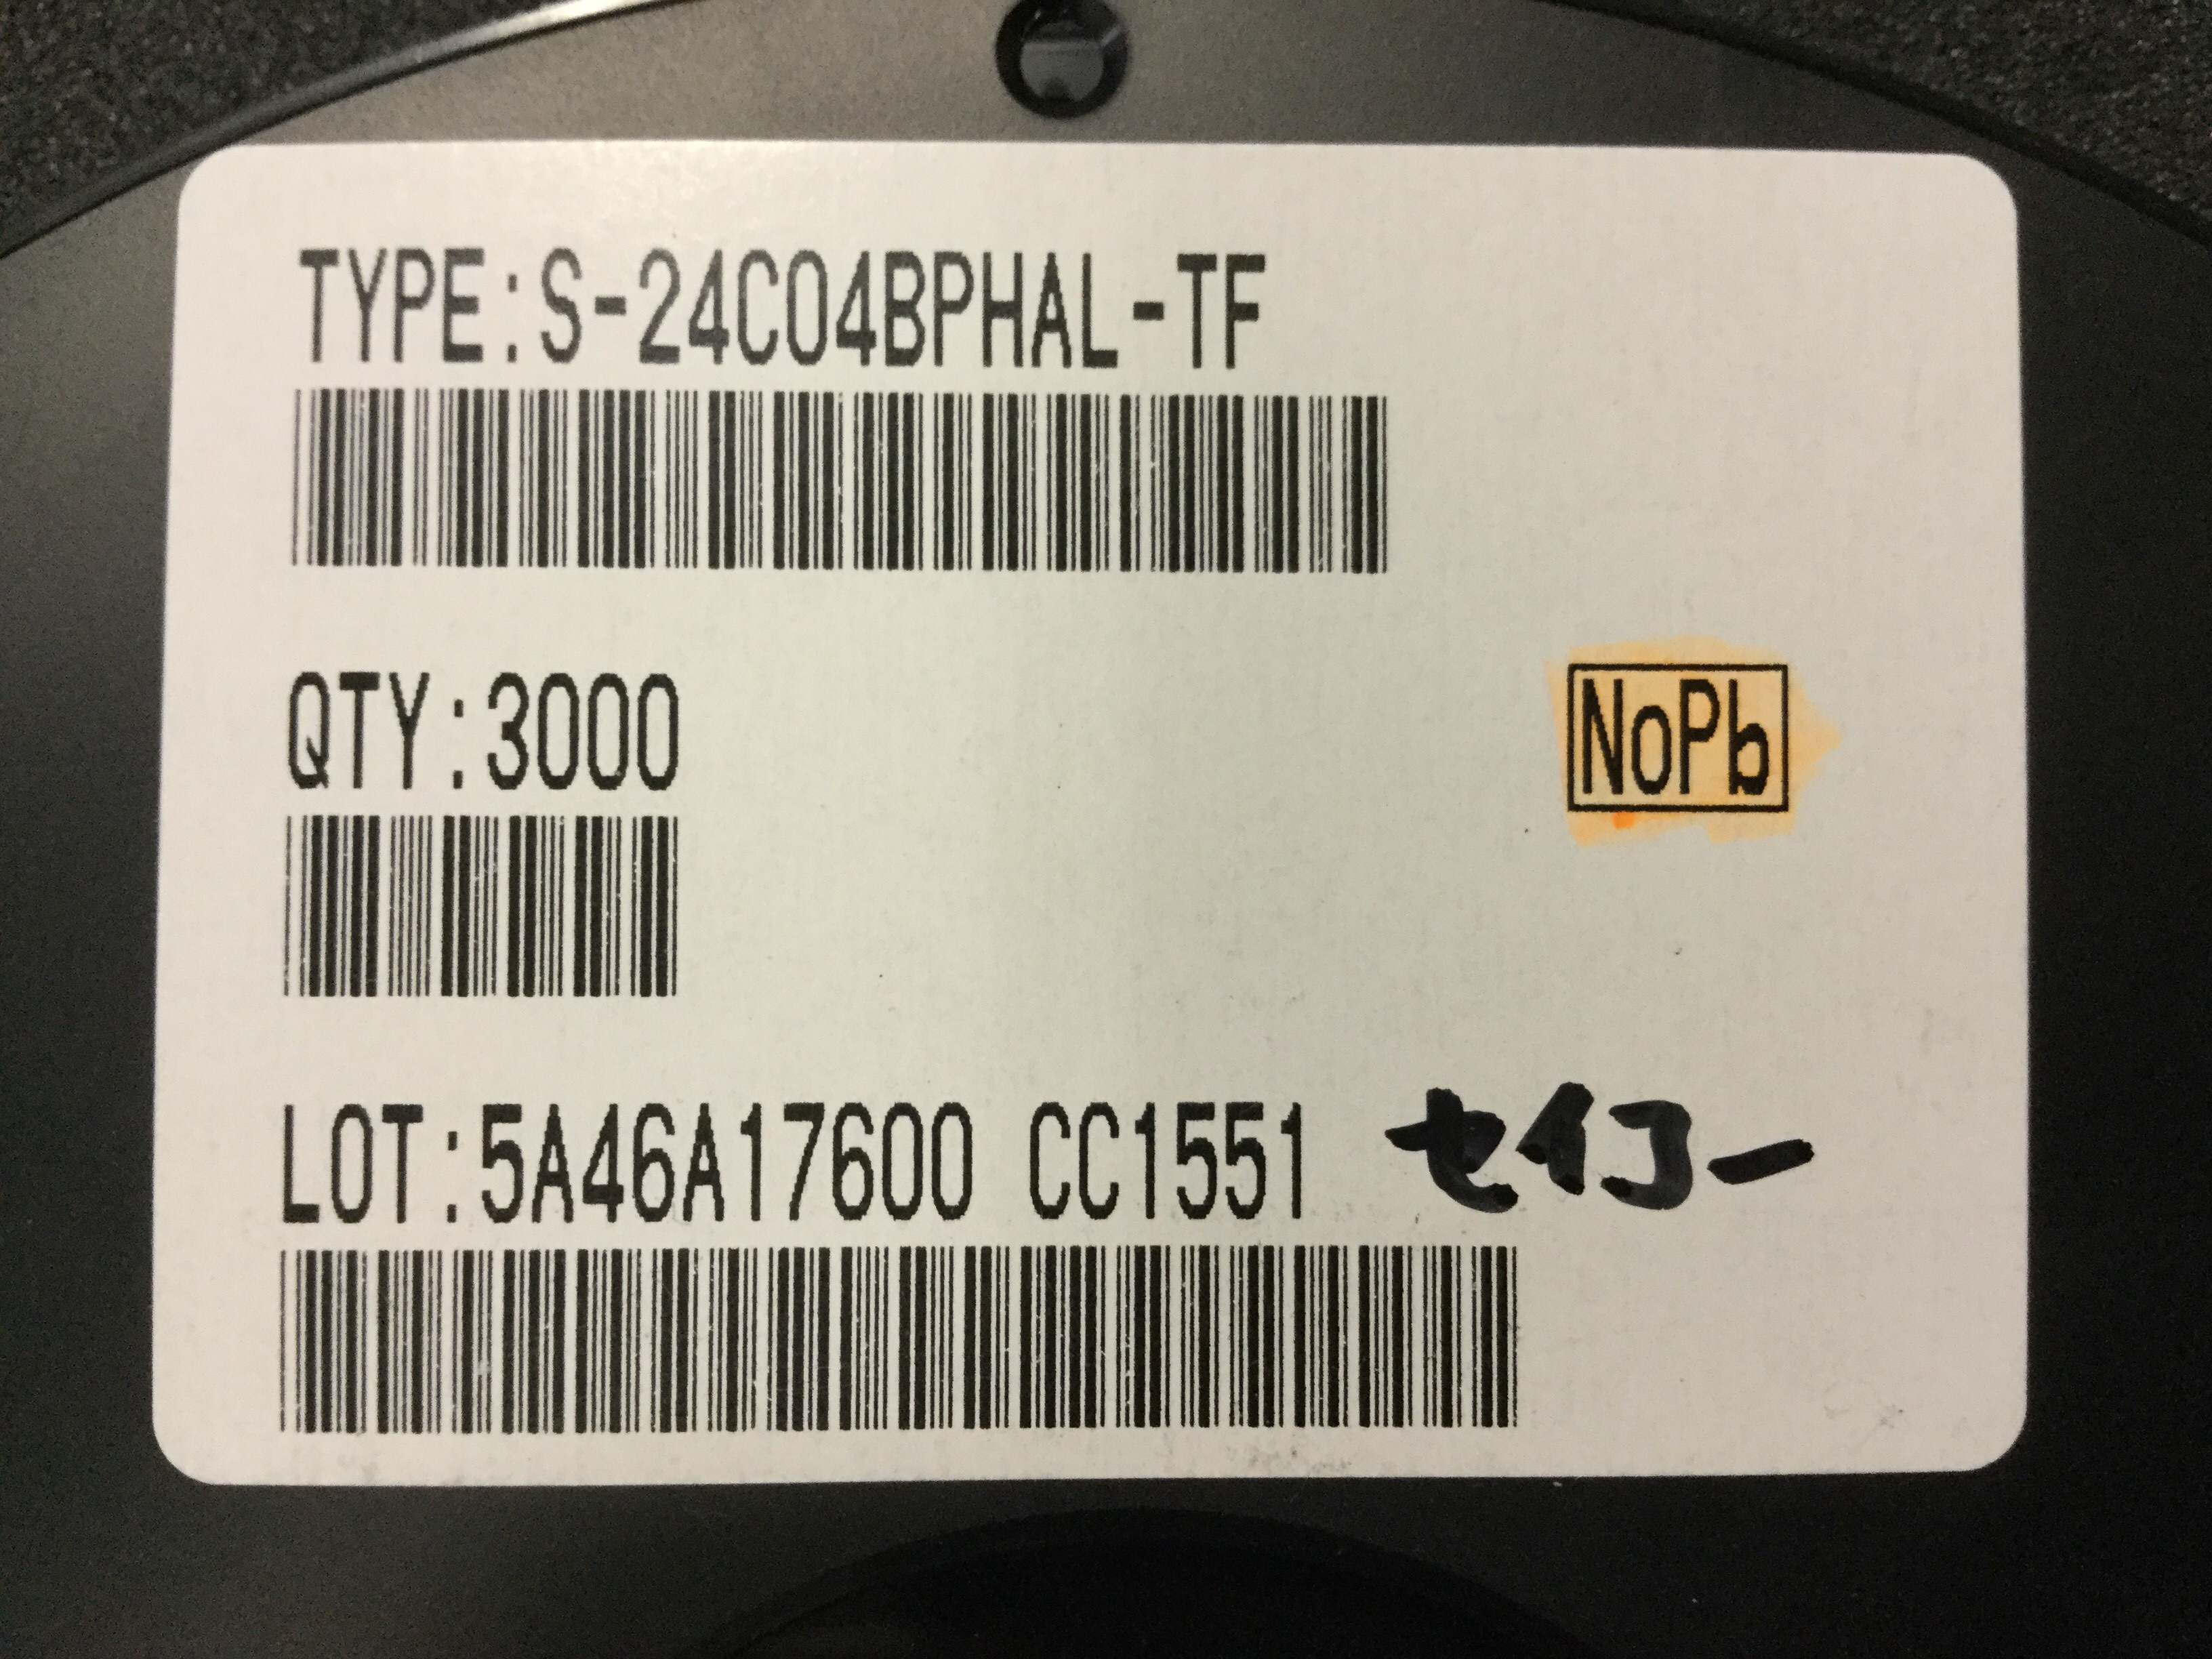 TYPE:S-24C04BPHAL-TF
QTY:3000
NoPb
LOT:5A46A17600 CC1551 セイコー